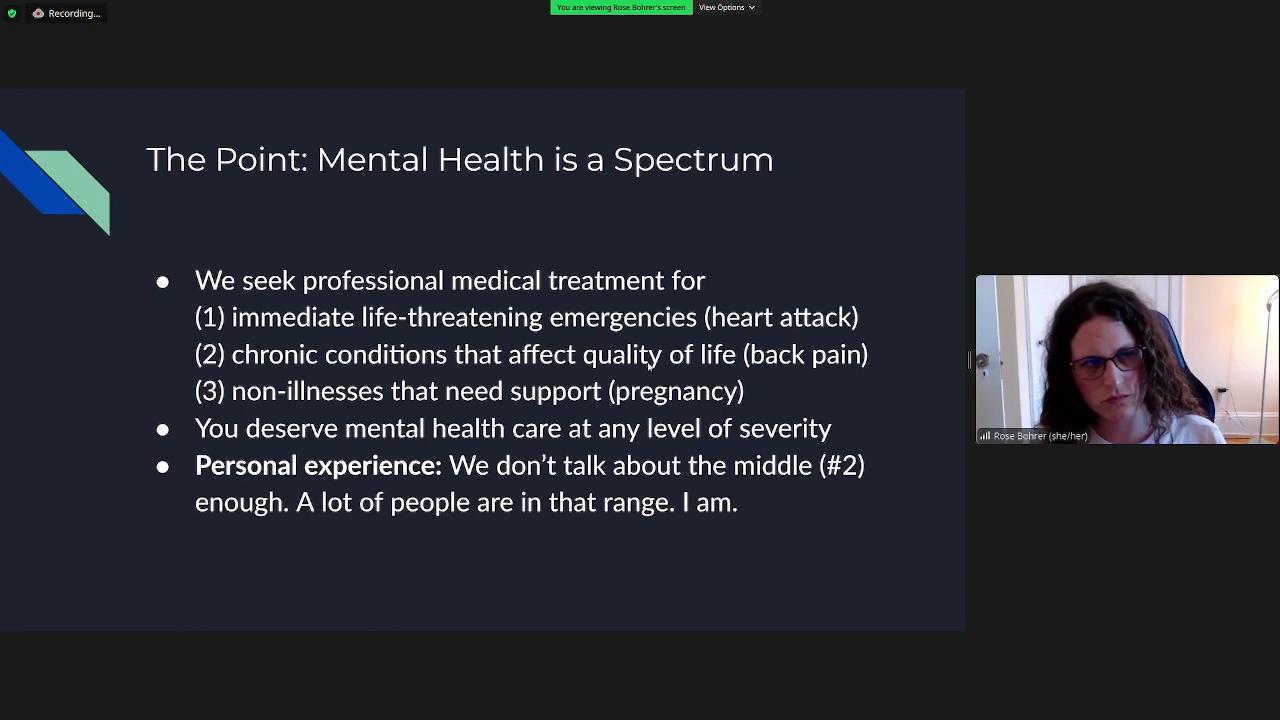 Recording...
You are viewing Rose Bohrer's screen
View Options
The Point: Mental Health is a Spectrum
● We seek professional medical treatment for
(1) immediate life-threatening emergencies (heart attack)
(2) chronic conditions that affect quality of life (back pain)
(3) non-illnesses that need support (pregnancy)
● You deserve mental health care at any level of severity
● Personal experience: We don't talk about the middle (#2)
enough. A lot of people are in that range. I am.
Rose Bohrer (she/her)